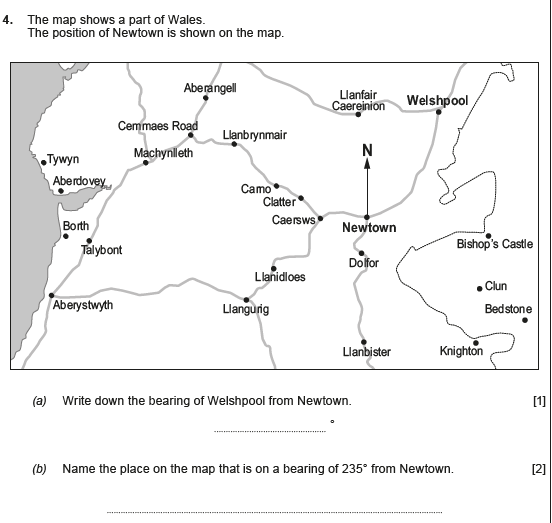 4. The map shows a part of Wales.
The position of Newtown is shown on the map.
Aberangell
Llanfair
Caereinion
Welshpool
Cemmaes Road
Llanbrynmair
Machynlleth
N
Tywyn
Aberdovey
Carno
Clatter
Caersws
Newtown
Borth
Talybont
Bishop's Castle
Dolfor
Llanidloes
Clun
Aberystwyth
Llangurig
Bedstone
Llanbister
Knighton
(a) Write down the bearing of Welshpool from Newtown. [1]
°
(b) Name the place on the map that is on a bearing of 235° from Newtown. [2]